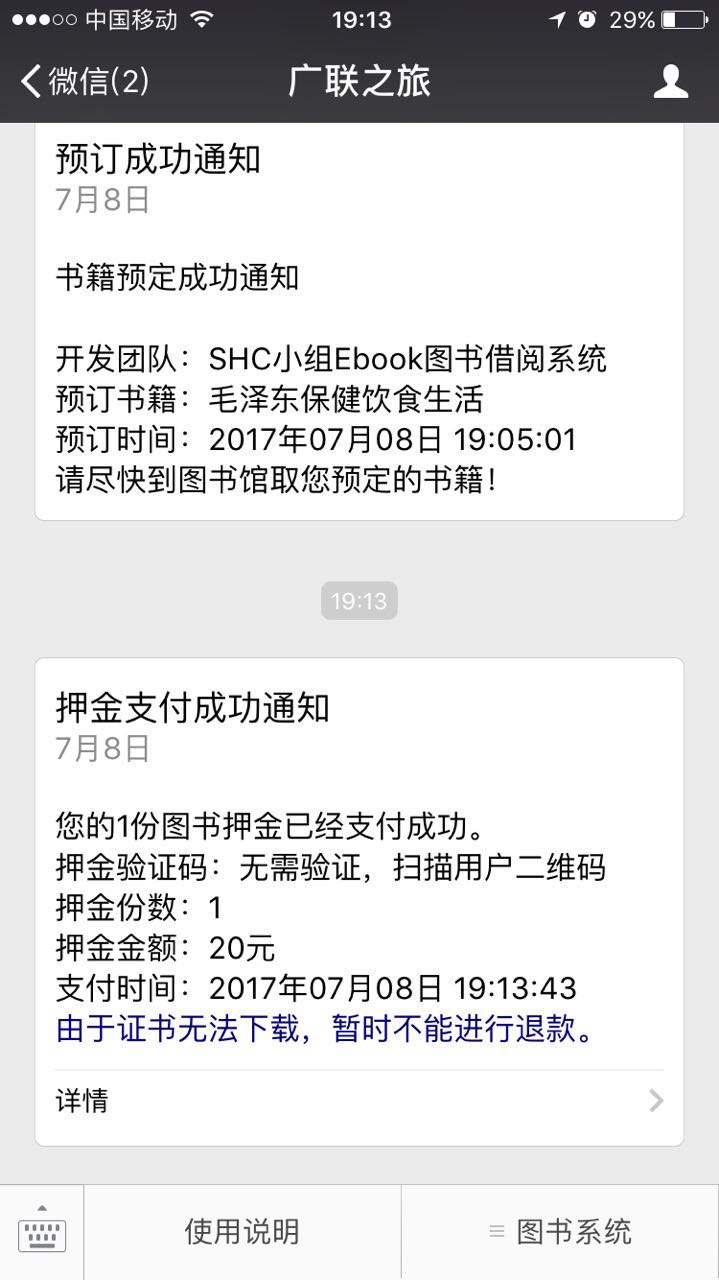 中国移动 19:13 29%
微信(2) 广联之旅
预订成功通知
7月8日
书籍预定成功通知
开发团队：SHC小组Ebook图书借阅系统
预订书籍：毛泽东保健饮食生活
预订时间：2017年07月08日 19:05:01
请尽快到图书馆取您预定的书籍！
19:13
押金支付成功通知
7月8日
您的1份图书押金已经支付成功。
押金验证码：无需验证，扫描用户二维码
押金份数：1
押金金额：20元
支付时间：2017年07月08日 19:13:43
由于证书无法下载，暂时不能进行退款。
详情
使用说明 图书系统